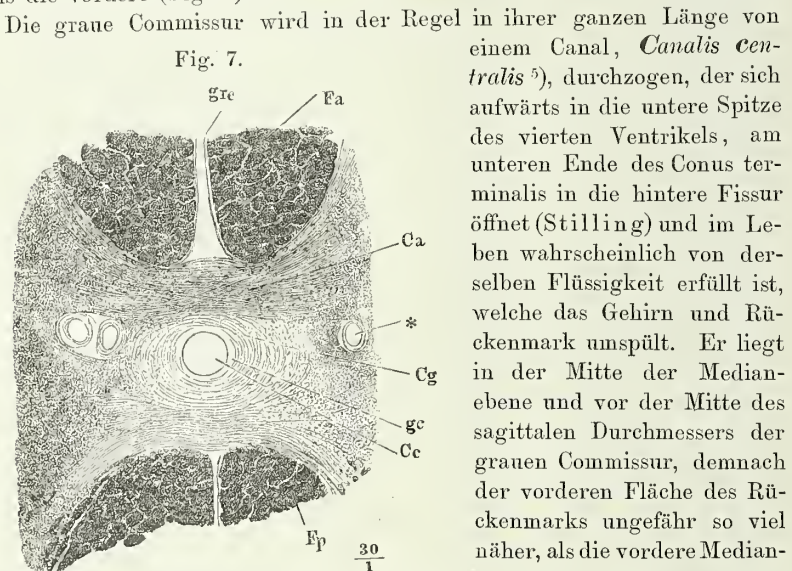 Die graue Commissur wird in der Regel in ihrer ganzen Länge von
Fig. 7.
gre
Fa
Ca
*
Cg
gc
Cc
Fp
30
1
einem Canal, Canalis cen-
tralis 5), durchzogen, der sich
aufwärts in die untere Spitze
des vierten Ventrikels, am
unteren Ende des Conus ter-
minalis in die hintere Fissur
öffnet (Stilling) und im Le-
ben wahrscheinlich von der-
selben Flüssigkeit erfüllt ist,
welche das Gehirn und Rü-
ckenmark umspült. Er liegt
in der Mitte der Median-
ebene und vor der Mitte des
sagittalen Durchmessers der
grauen Commissur, demnach
der vorderen Fläche des Rü-
ckenmarks ungefähr so viel
näher, als die vordere Median-